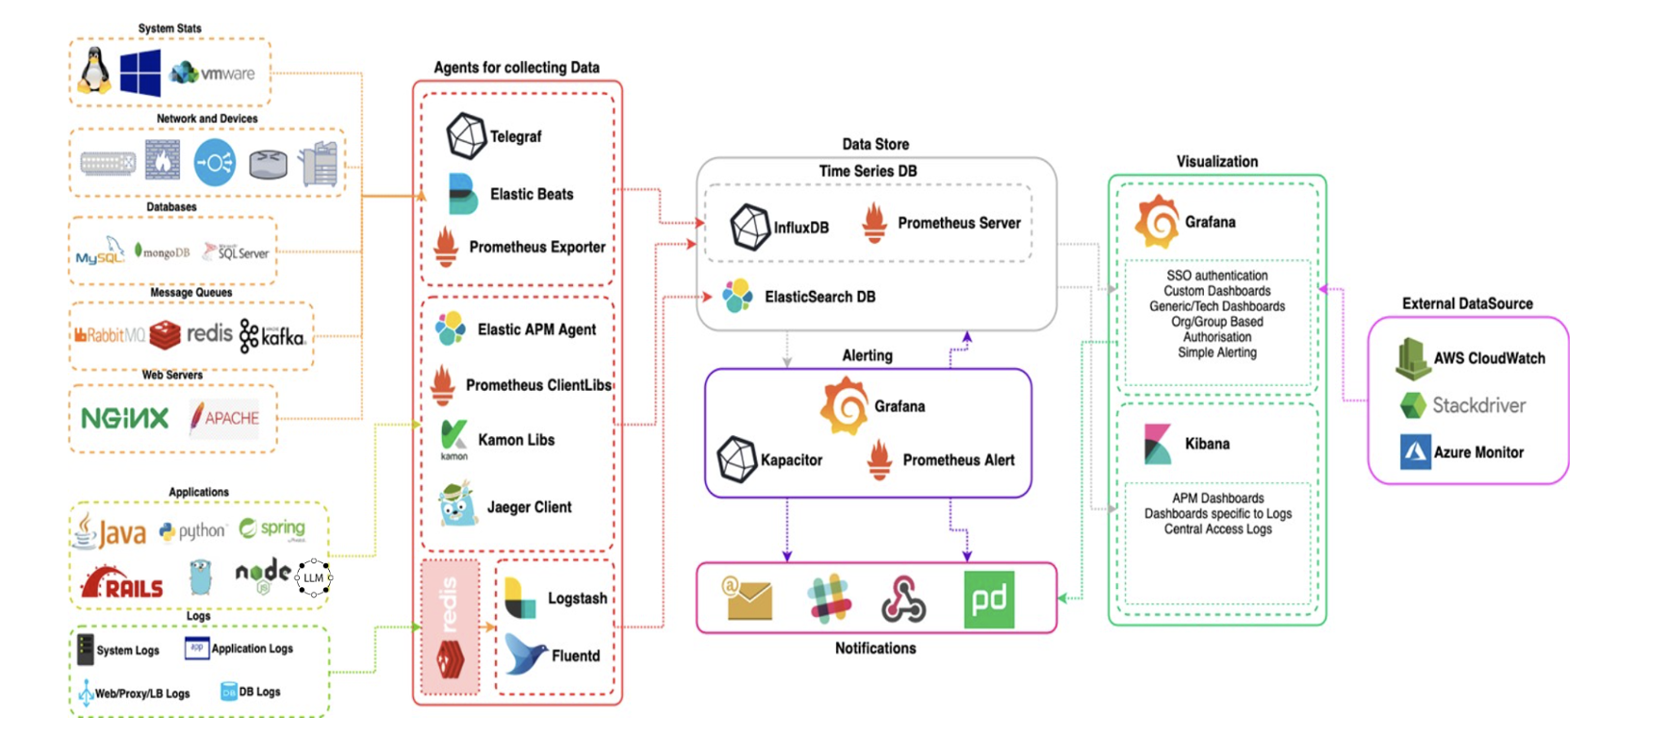 System Stats
vmware
Network and Devices
Databases
MySQL
mongoDB
SQL Server
Message Queues
RabbitMQ
redis
kafka
Web Servers
NGINX
APACHE
Applications
Java
python
spring
RAILS
node
JS
LLM
Logs
System Logs
app
Application Logs
Web/Proxy/LB Logs
DB
DB Logs
Agents for collecting Data
Telegraf
Elastic Beats
Prometheus Exporter
Elastic APM Agent
Prometheus ClientLibs
kamon
Kamon Libs
Jaeger Client
redis
Logstash
Fluentd
Data Store
Time Series DB
InfluxDB
Prometheus Server
ElasticSearch DB
Alerting
Grafana
Kapacitor
Prometheus Alert
@
pd
Notifications
Visualization
Grafana
SSO authentication
Custom Dashboards
Generic/Tech Dashboards
Org/Group Based
Authorisation
Simple Alerting
Kibana
APM Dashboards
Dashboards specific to Logs
Central Access Logs
External DataSource
AWS CloudWatch
Stackdriver
Azure Monitor